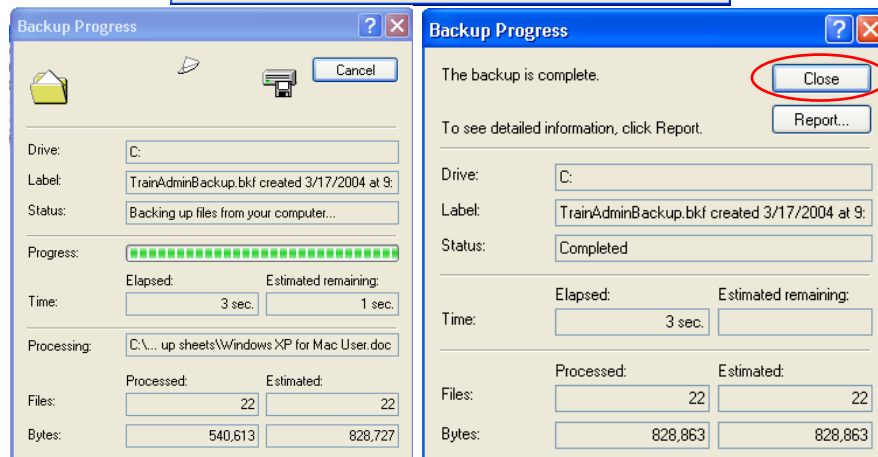 Backup Progress
Cancel
Drive: C:
Label: TrainAdminBackup.bkf created 3/17/2004 at 9:
Status: Backing up files from your computer...
Progress:
Elapsed: Estimated remaining:
Time: 3 sec. 1 sec.
Processing: C:\... up sheets\Windows XP for Mac User.doc
Processed: Estimated:
Files: 22 22
Bytes: 540,613 828,727
Backup Progress
The backup is complete.
Close
To see detailed information, click Report.
Report...
Drive: C:
Label: TrainAdminBackup.bkf created 3/17/2004 at 9:
Status: Completed
Elapsed: Estimated remaining:
Time: 3 sec.
Processed: Estimated:
Files: 22 22
Bytes: 828,863 828,863